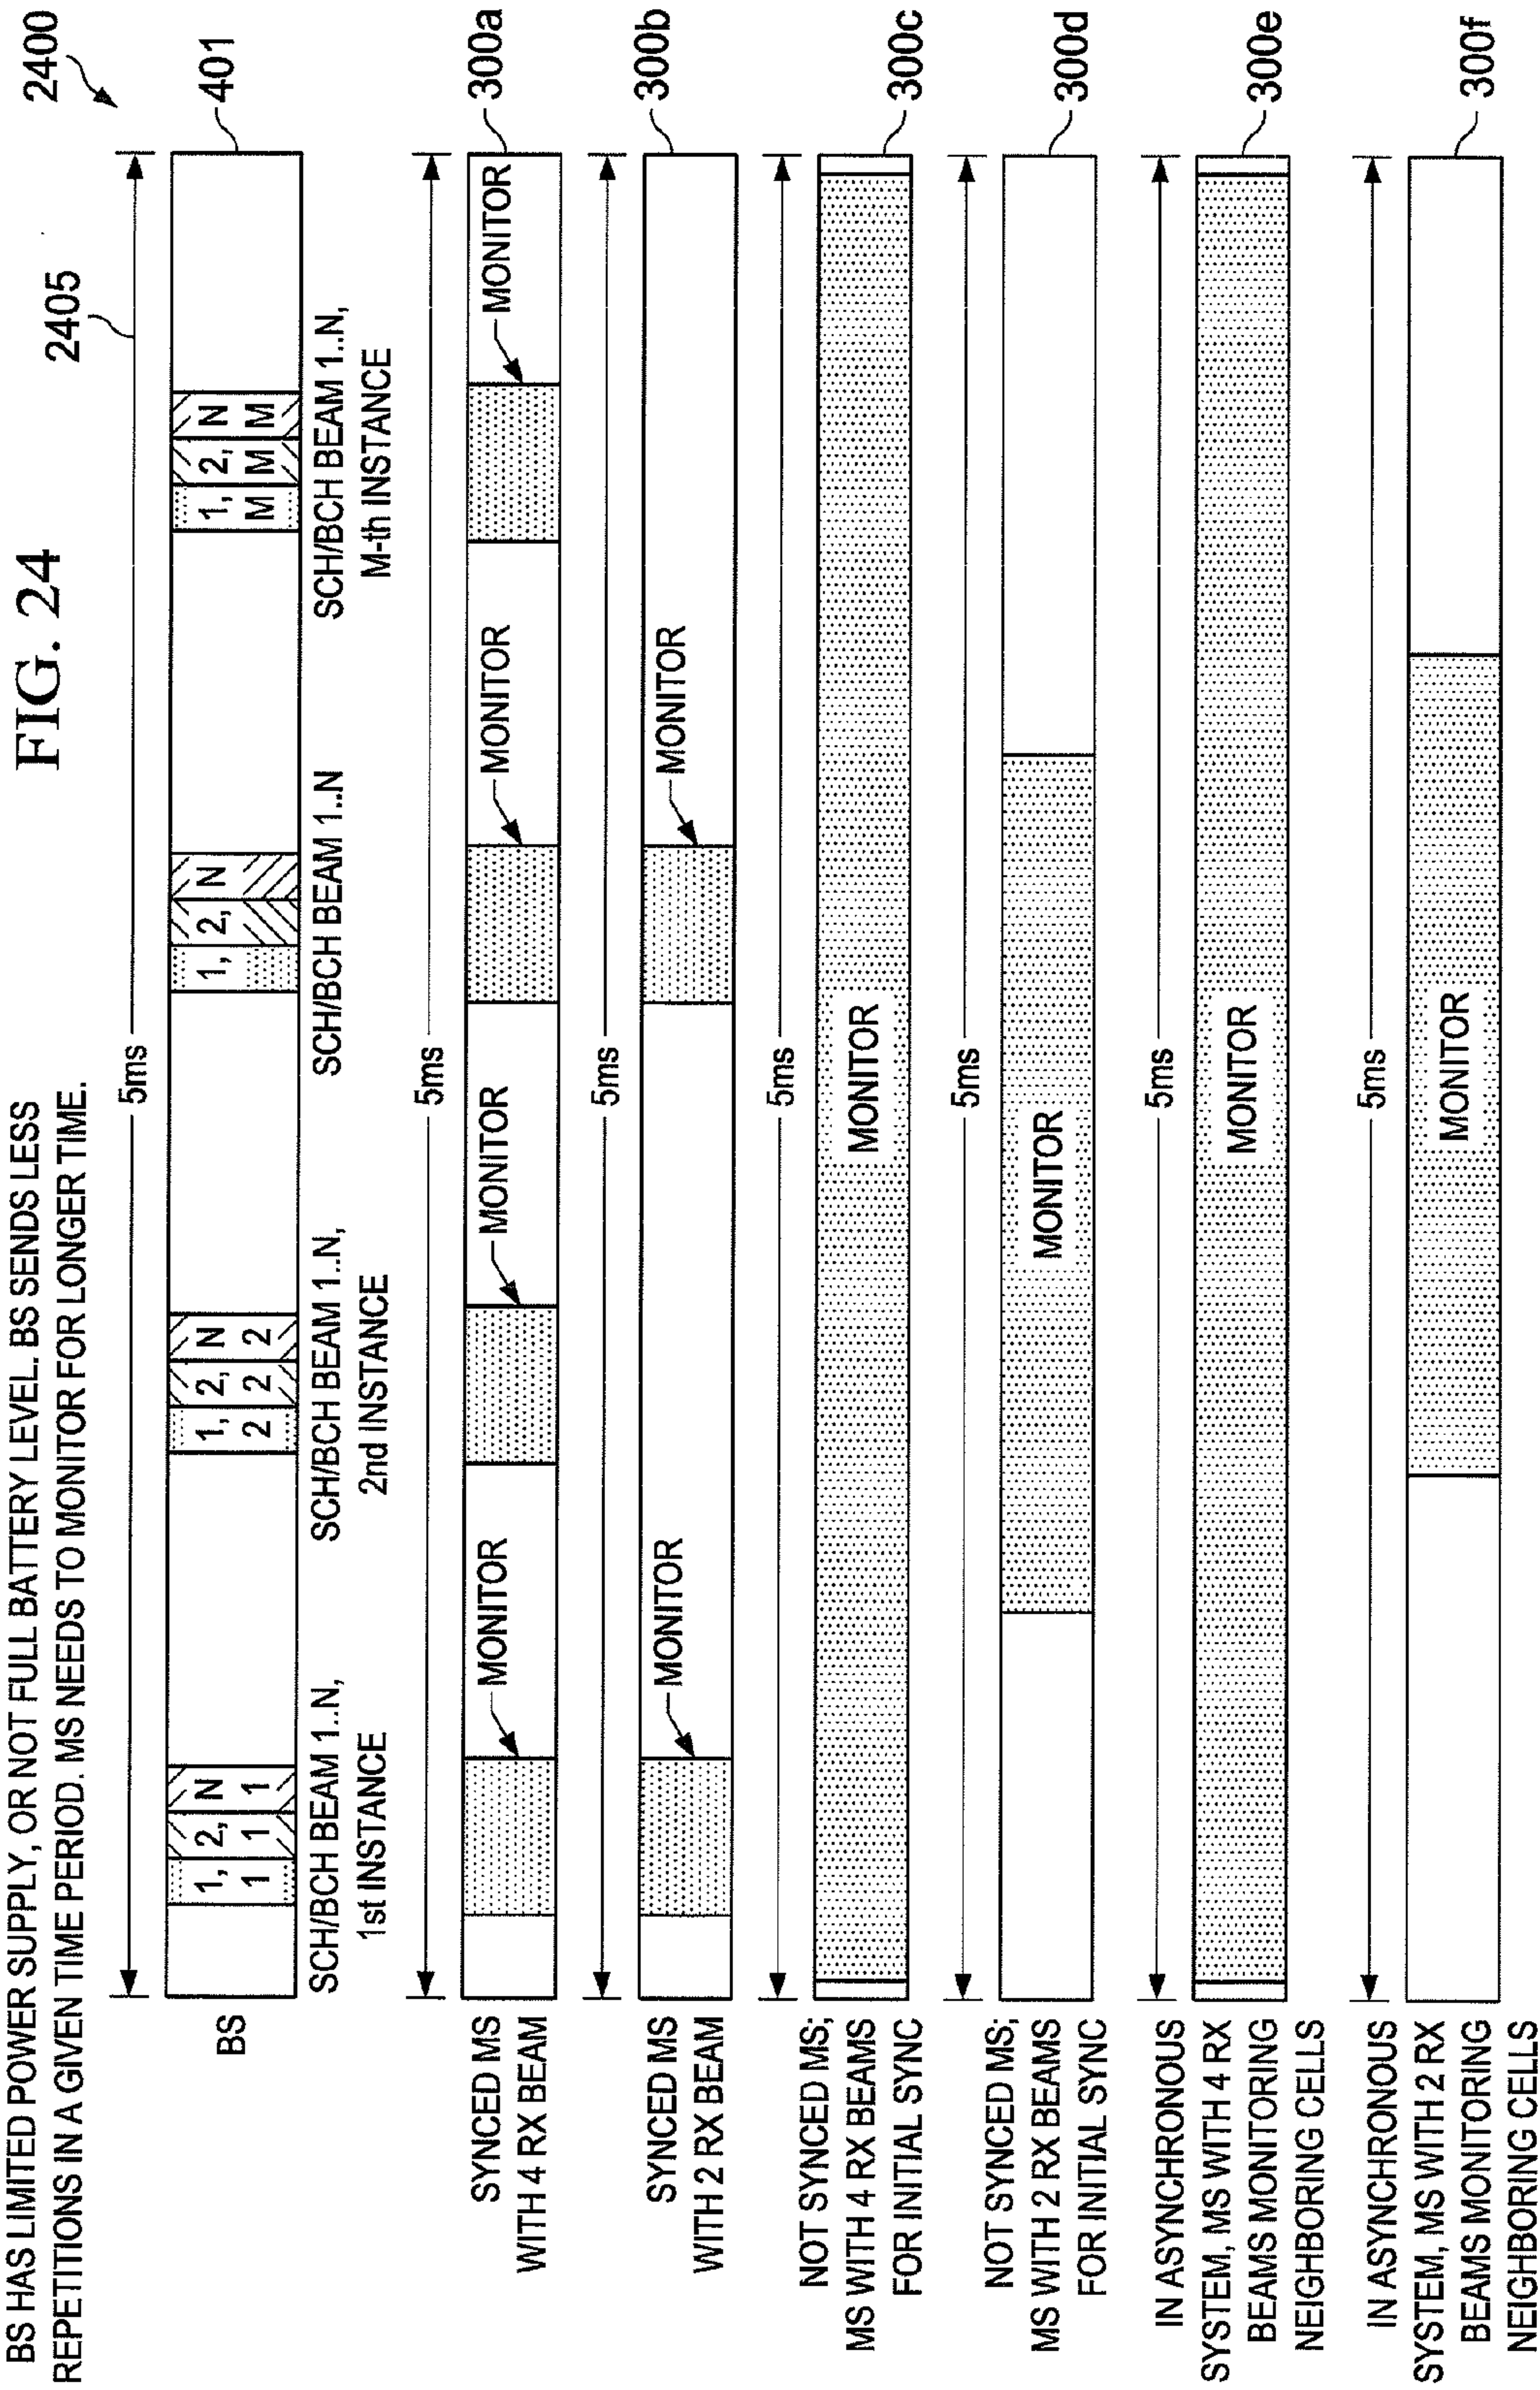 BS HAS LIMITED POWER SUPPLY, OR NOT FULL BATTERY LEVEL. BS SENDS LESS
REPETITIONS IN A GIVEN TIME PERIOD. MS NEEDS TO MONITOR FOR LONGER TIME.
FIG. 24
2400
2405
5ms
BS
1, 1
2, 1
N 1
1, 2
2, 2
N 2
1,
2,
N
1, M
2, M
N M
401
SCH/BCH BEAM 1..N,
1st INSTANCE
SCH/BCH BEAM 1..N,
2nd INSTANCE
SCH/BCH BEAM 1..N
SCH/BCH BEAM 1..N,
M-th INSTANCE
5ms
SYNCED MS
WITH 4 RX BEAM
MONITOR
MONITOR
MONITOR
MONITOR
300a
5ms
SYNCED MS
WITH 2 RX BEAM
MONITOR
MONITOR
300b
5ms
NOT SYNCED MS;
MS WITH 4 RX BEAMS
FOR INITIAL SYNC
MONITOR
300c
5ms
NOT SYNCED MS;
MS WITH 2 RX BEAMS
FOR INITIAL SYNC
MONITOR
300d
5ms
IN ASYNCHRONOUS
SYSTEM, MS WITH 4 RX
BEAMS MONITORING
NEIGHBORING CELLS
MONITOR
300e
5ms
IN ASYNCHRONOUS
SYSTEM, MS WITH 2 RX
BEAMS MONITORING
NEIGHBORING CELLS
MONITOR
300f